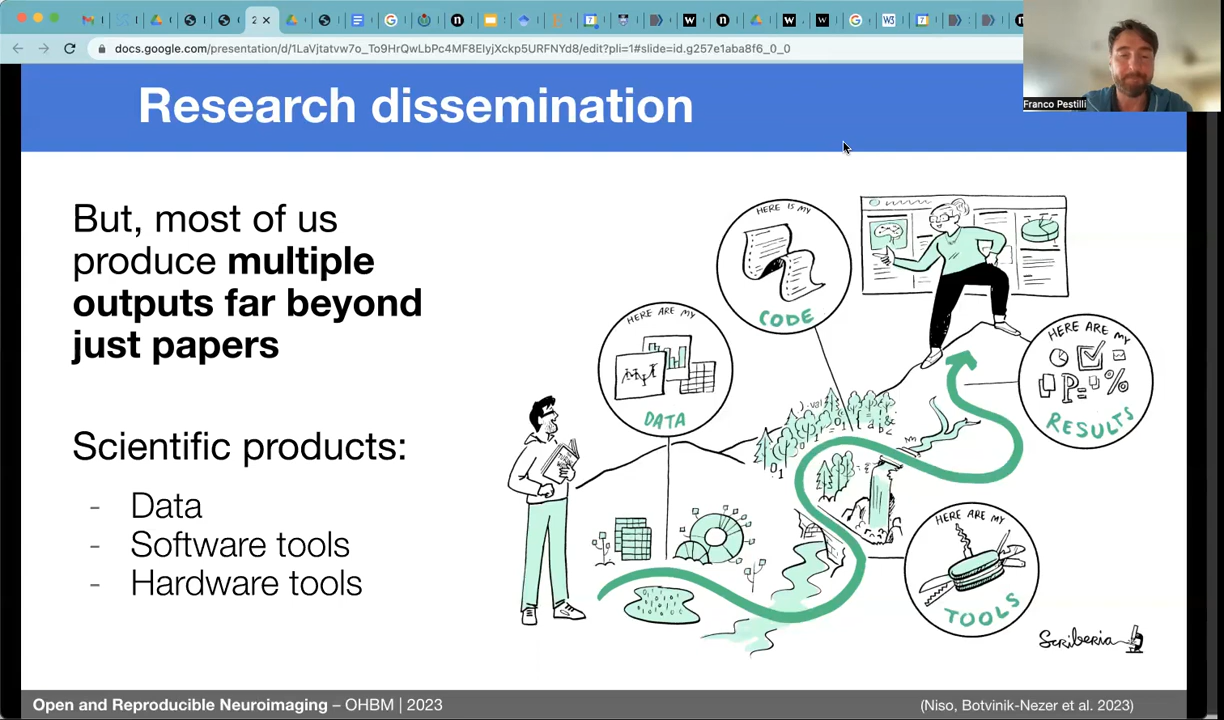 docs.google.com/presentation/d/1LaVjtatvw7o_To9HrQwLbPc4MF8EIyjXckp5URFNYd8/edit?pli=1#slide=id.g257e1aba8f6_0_0
Franco Pestilli
Research dissemination
But, most of us
produce multiple
outputs far beyond
just papers
Scientific products:
- Data
- Software tools
- Hardware tools
HERE ARE MY
DATA
HERE IS MY
CODE
HERE ARE MY
P= %
RESULTS
HERE ARE MY
TOOLS
Scriberia
Open and Reproducible Neuroimaging – OHBM | 2023
(Niso, Botvinik-Nezer et al. 2023)